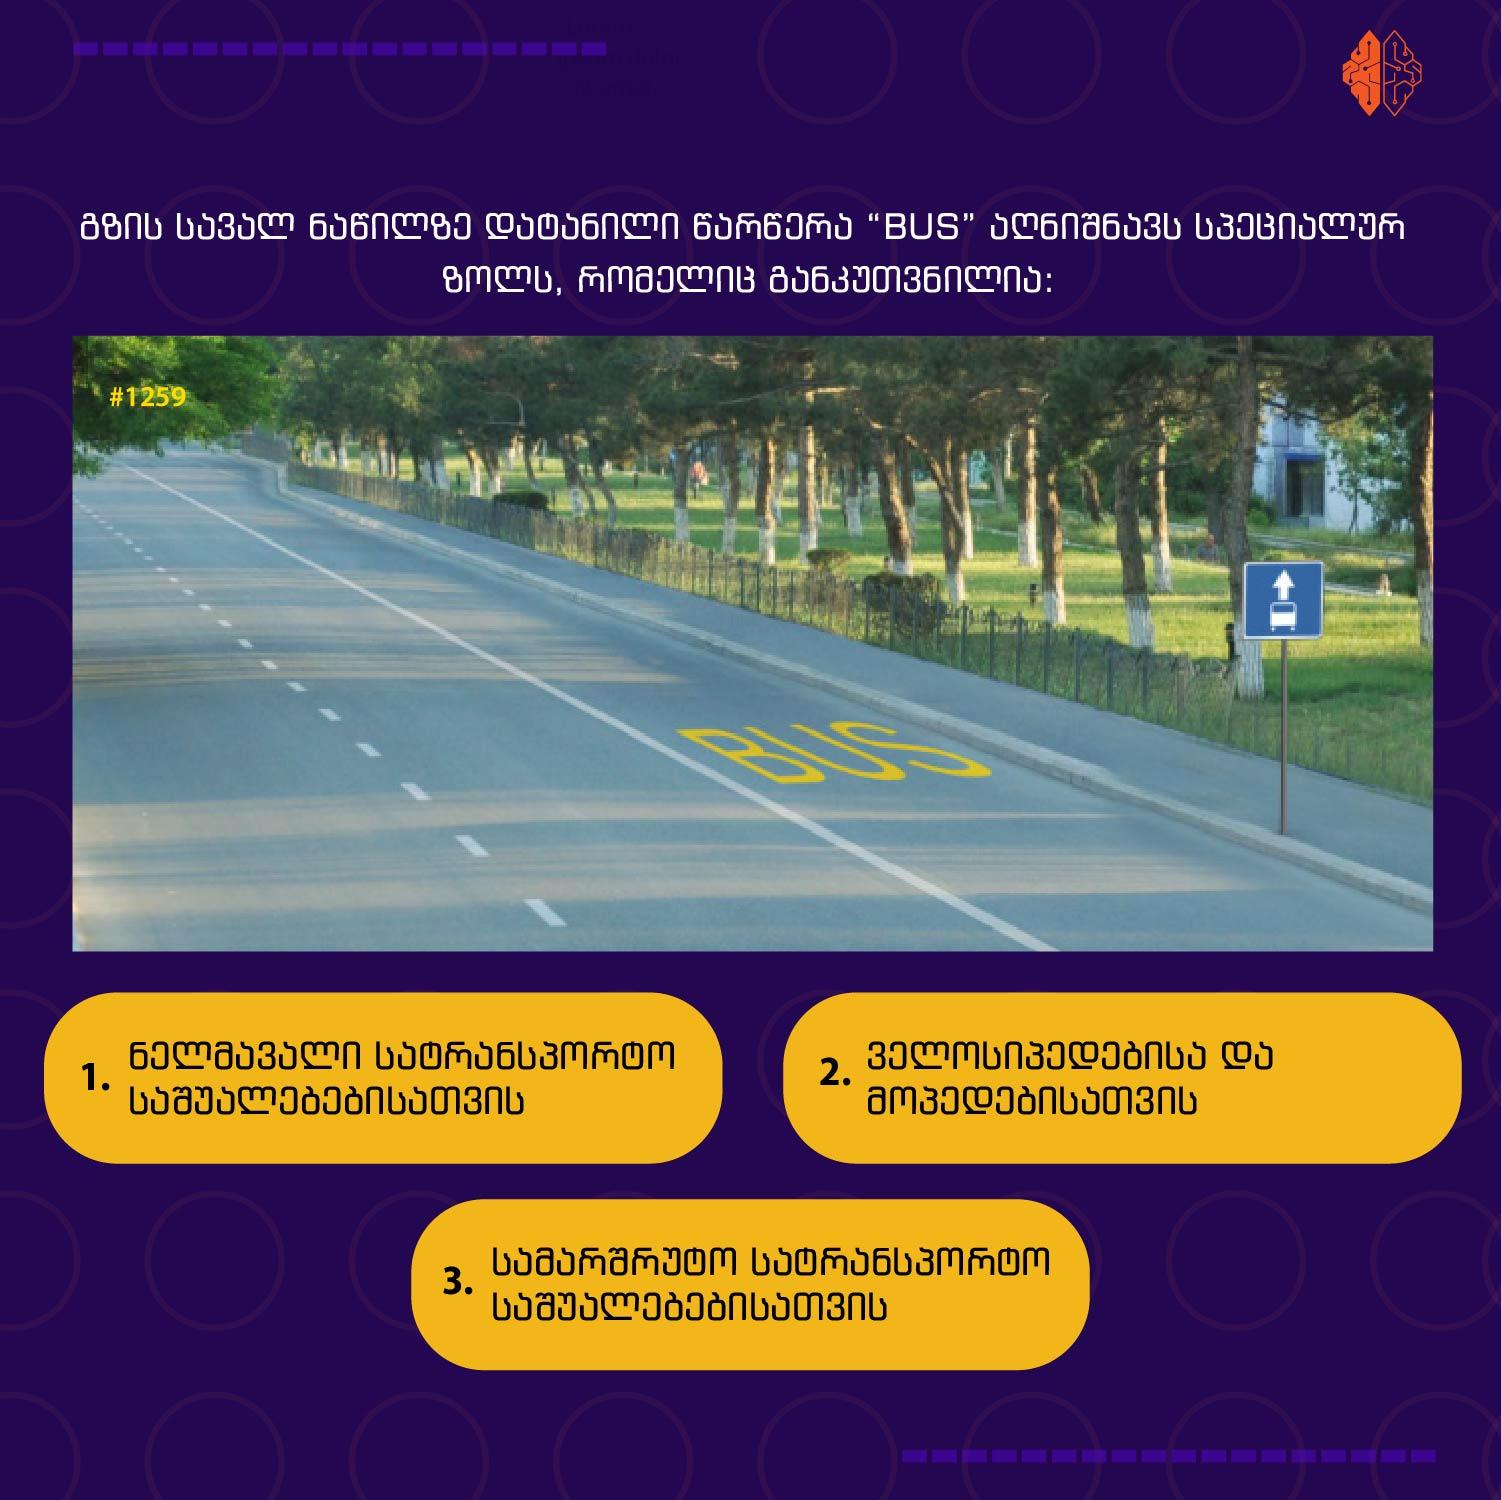 გზის სავალ ნაწილზე დატანილი წარწერა “BUS” აღნიშნავს სპეციალურ
ზოლს, რომელიც განკუთვნილია:
#1259
BUS
1. ნელმავალი სატრანსპორტო
საშუალებებისათვის
2. ველოსიპედებისა და
მოპედებისათვის
3. სამარშრუტო სატრანსპორტო
საშუალებებისათვის